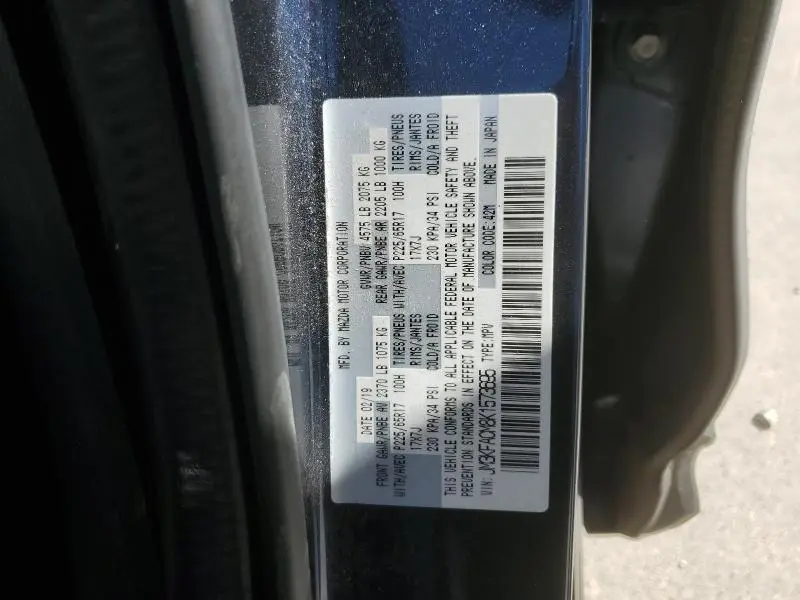 MFD. BY MAZDA MOTOR CORPORATION
DATE 02/19 GVWR/PNBV 4575 LB 2075 KG
FRONT GAWR/PNBE AV 2370 LB 1075 KG REAR GAWR/PNBE AR 2205 LB 1000 KG
WITH/AVEC P225/65R17 100H TIRES/PNEUS WITH/AVEC P225/65R17 100H TIRES/PNEUS
17X7J RIMS/JANTES 17X7J RIMS/JANTES
230 KPA/34 PSI COLD/A FROID 230 KPA/34 PSI COLD/A FROID
THIS VEHICLE CONFORMS TO ALL APPLICABLE FEDERAL MOTOR VEHICLE SAFETY AND THEFT
PREVENTION STANDARDS IN EFFECT ON THE DATE OF MANUFACTURE SHOWN ABOVE.
VIN: JM3KFACM8K1573695 TYPE:MPV COLOR CODE:42M MADE IN JAPAN